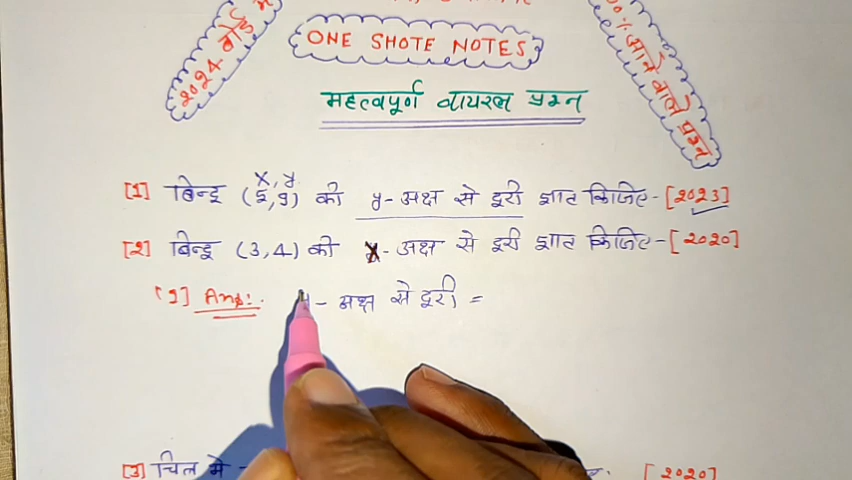 2024 बोर्ड में
ONE SHOTE NOTES
100% आने वाले प्रश्न
महत्वपूर्ण वायरल प्रश्न
x, y
[1] बिन्दू (5,9) की y-अक्ष से दूरी ज्ञात किजिए-[2023]
[2] बिन्दू (3,4) की x-अक्ष से दूरी ज्ञात किजिए-[2020]
[1] Ans:. y-अक्ष से दूरी =
[3] चित्र मे - [2020]